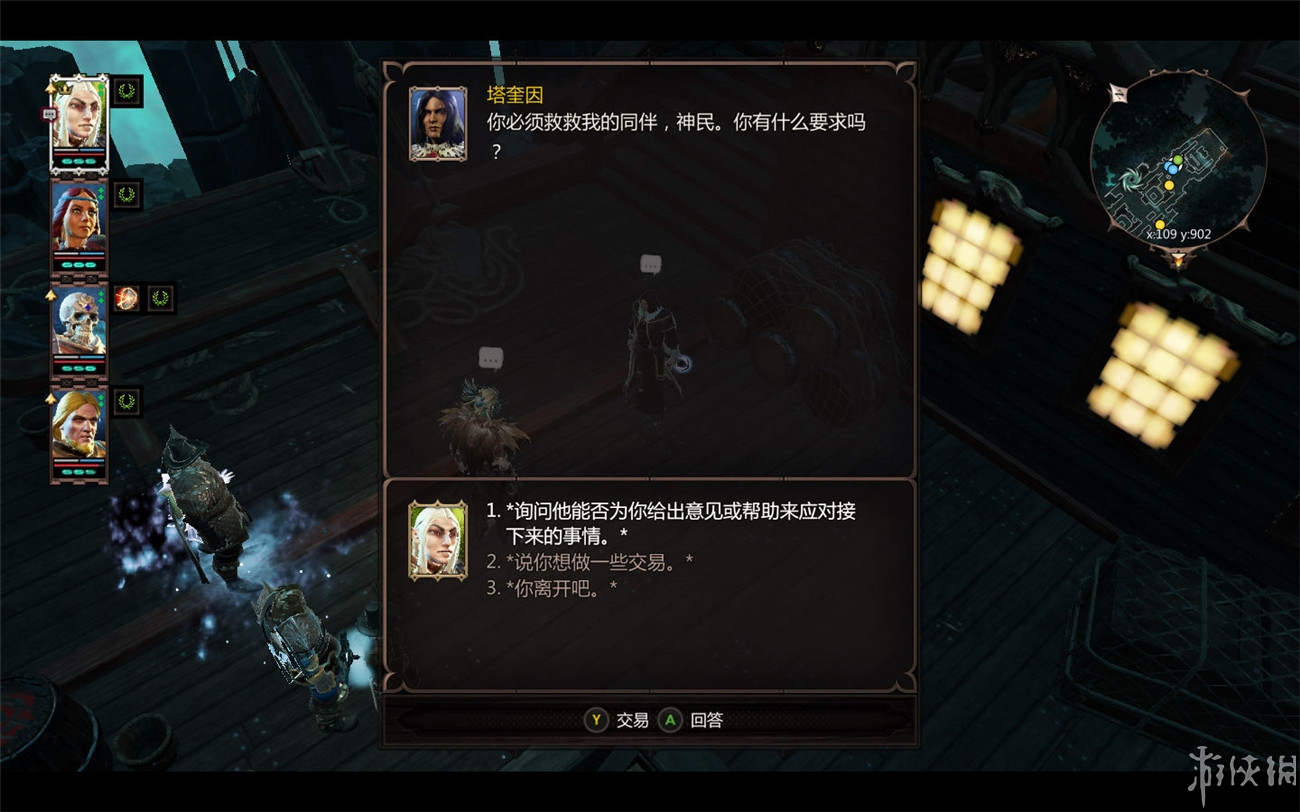 塔奎因
你必须救救我的同伴，神民。你有什么要求吗
？
x:109 y:902
1. *询问他能否为你给出意见或帮助来应对接
下来的事情。*
2. *说你想做一些交易。*
3. *你离开吧。*
Y 交易 A 回答
游侠网